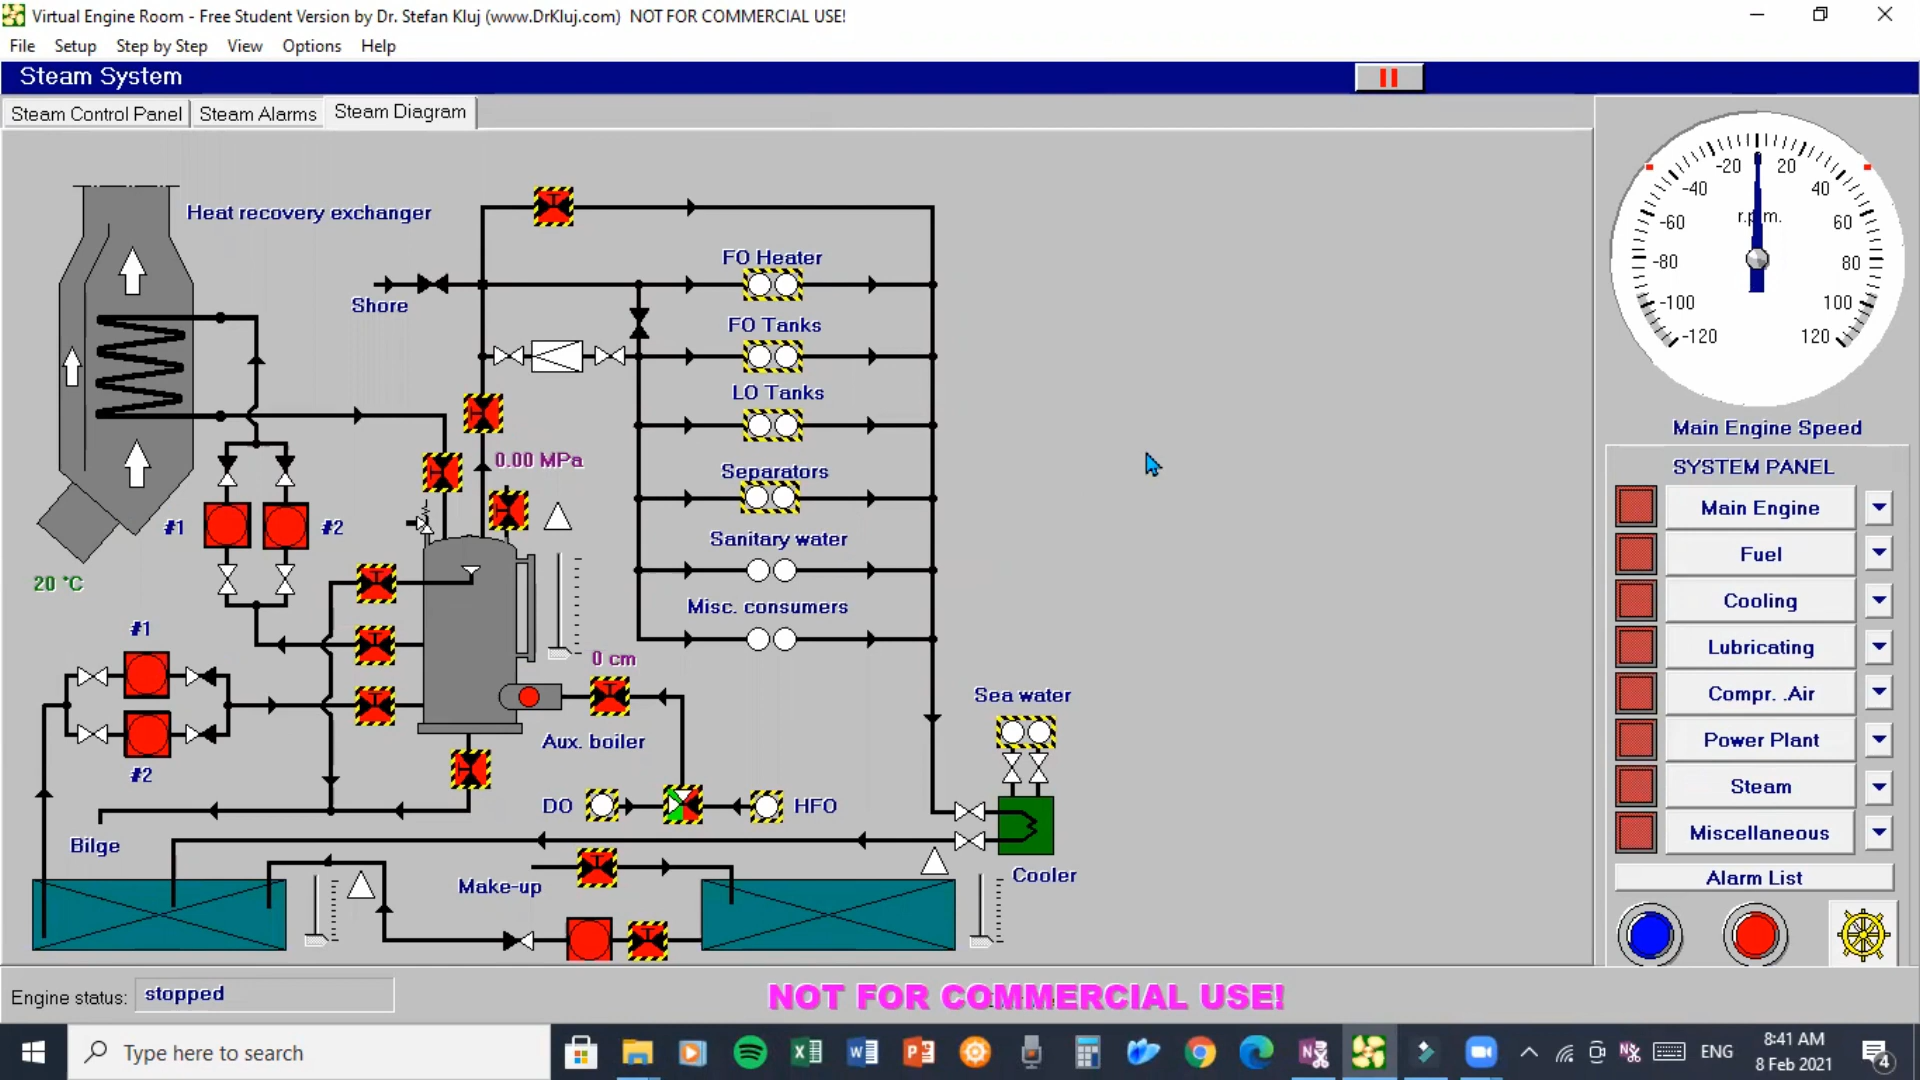 Virtual Engine Room - Free Student Version by Dr. Stefan Kluj (www.DrKluj.com)  NOT FOR COMMERCIAL USE!
File Setup Step by Step View Options Help
Steam System
Steam Control Panel Steam Alarms Steam Diagram
Heat recovery exchanger
Shore
FO Heater
FO Tanks
LO Tanks
0.00 MPa
Separators
#1 #2
Sanitary water
20 °C
Misc. consumers
#1
0 cm
Sea water
Aux. boiler
#2
DO HFO
Bilge
Make-up
Cooler
-20 20
-40 40
r.p.m.
-60 60
-80 80
-100 100
-120 120
Main Engine Speed
SYSTEM PANEL
Main Engine
Fuel
Cooling
Lubricating
Compr. .Air
Power Plant
Steam
Miscellaneous
Alarm List
Engine status: stopped
NOT FOR COMMERCIAL USE!
Type here to search
ENG
8:41 AM
8 Feb 2021
4